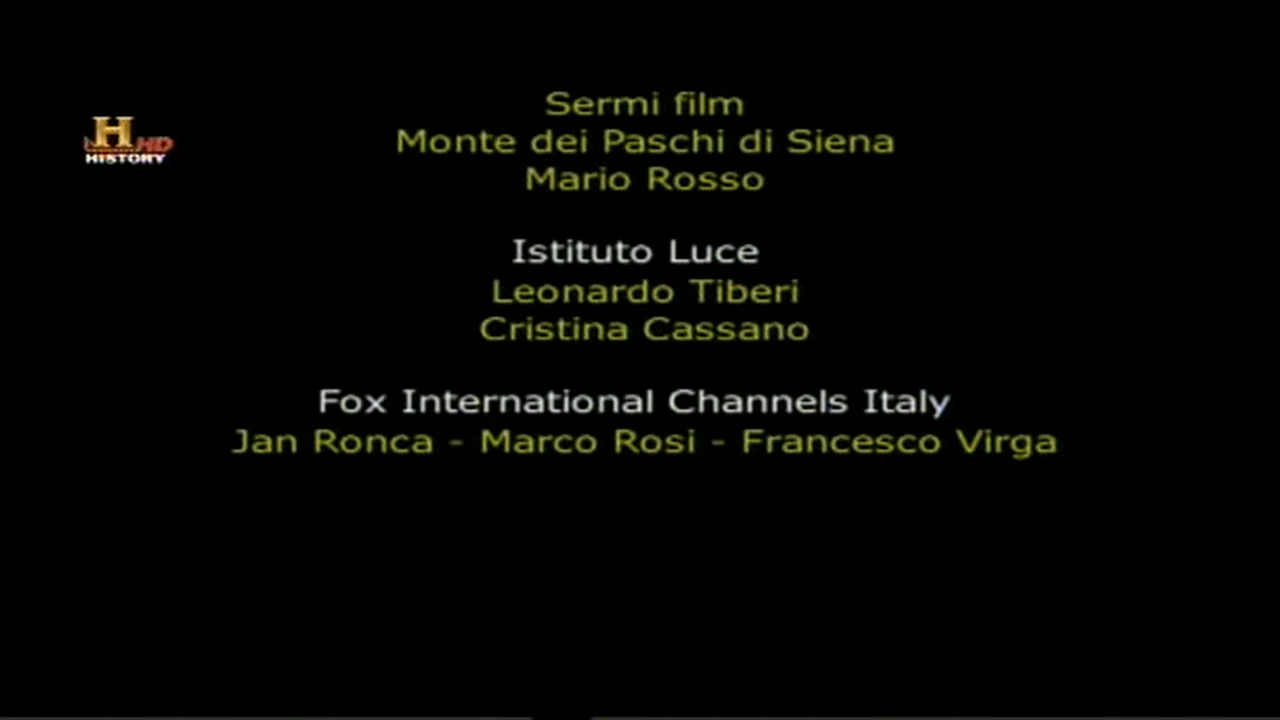 Sermi film
Monte dei Paschi di Siena
Mario Rosso
H HD
HISTORY
Istituto Luce
Leonardo Tiberi
Cristina Cassano
Fox International Channels Italy
Jan Ronca - Marco Rosi - Francesco Virga